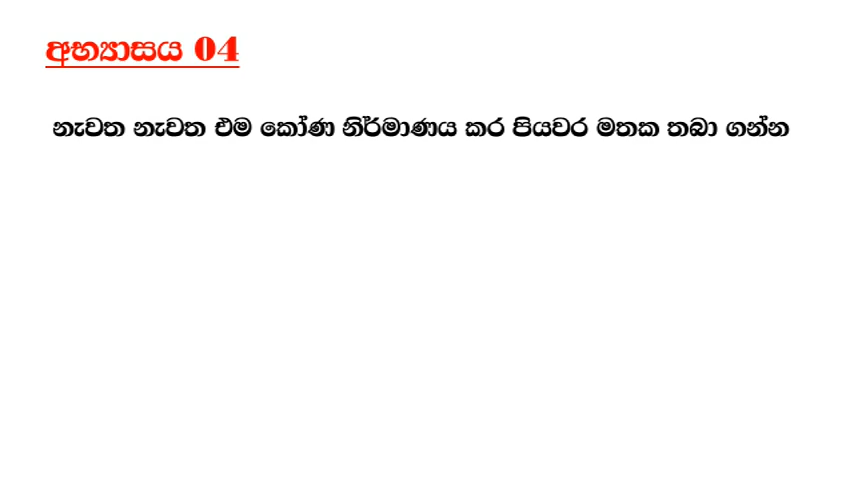 අභ්‍යාසය 04
නැවත නැවත එම කෝණ නිර්මාණය කර පියවර මතක තබා ගන්න